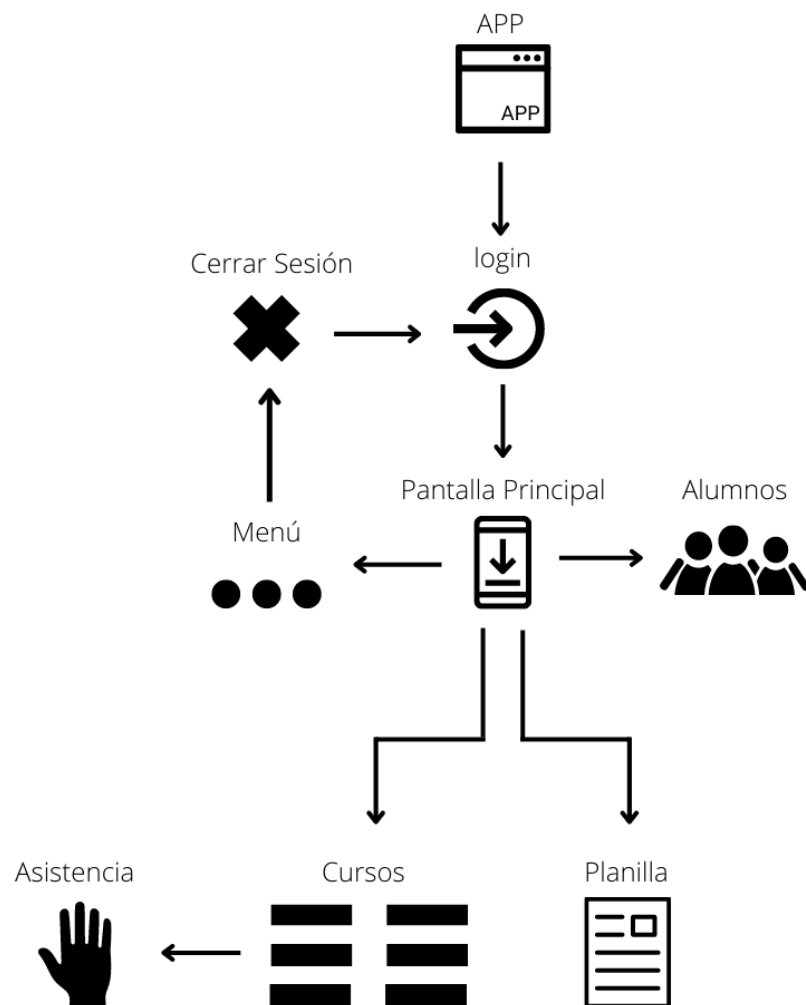 APP
APP
Cerrar Sesión
login
Pantalla Principal
Alumnos
Menú
Asistencia
Cursos
Planilla